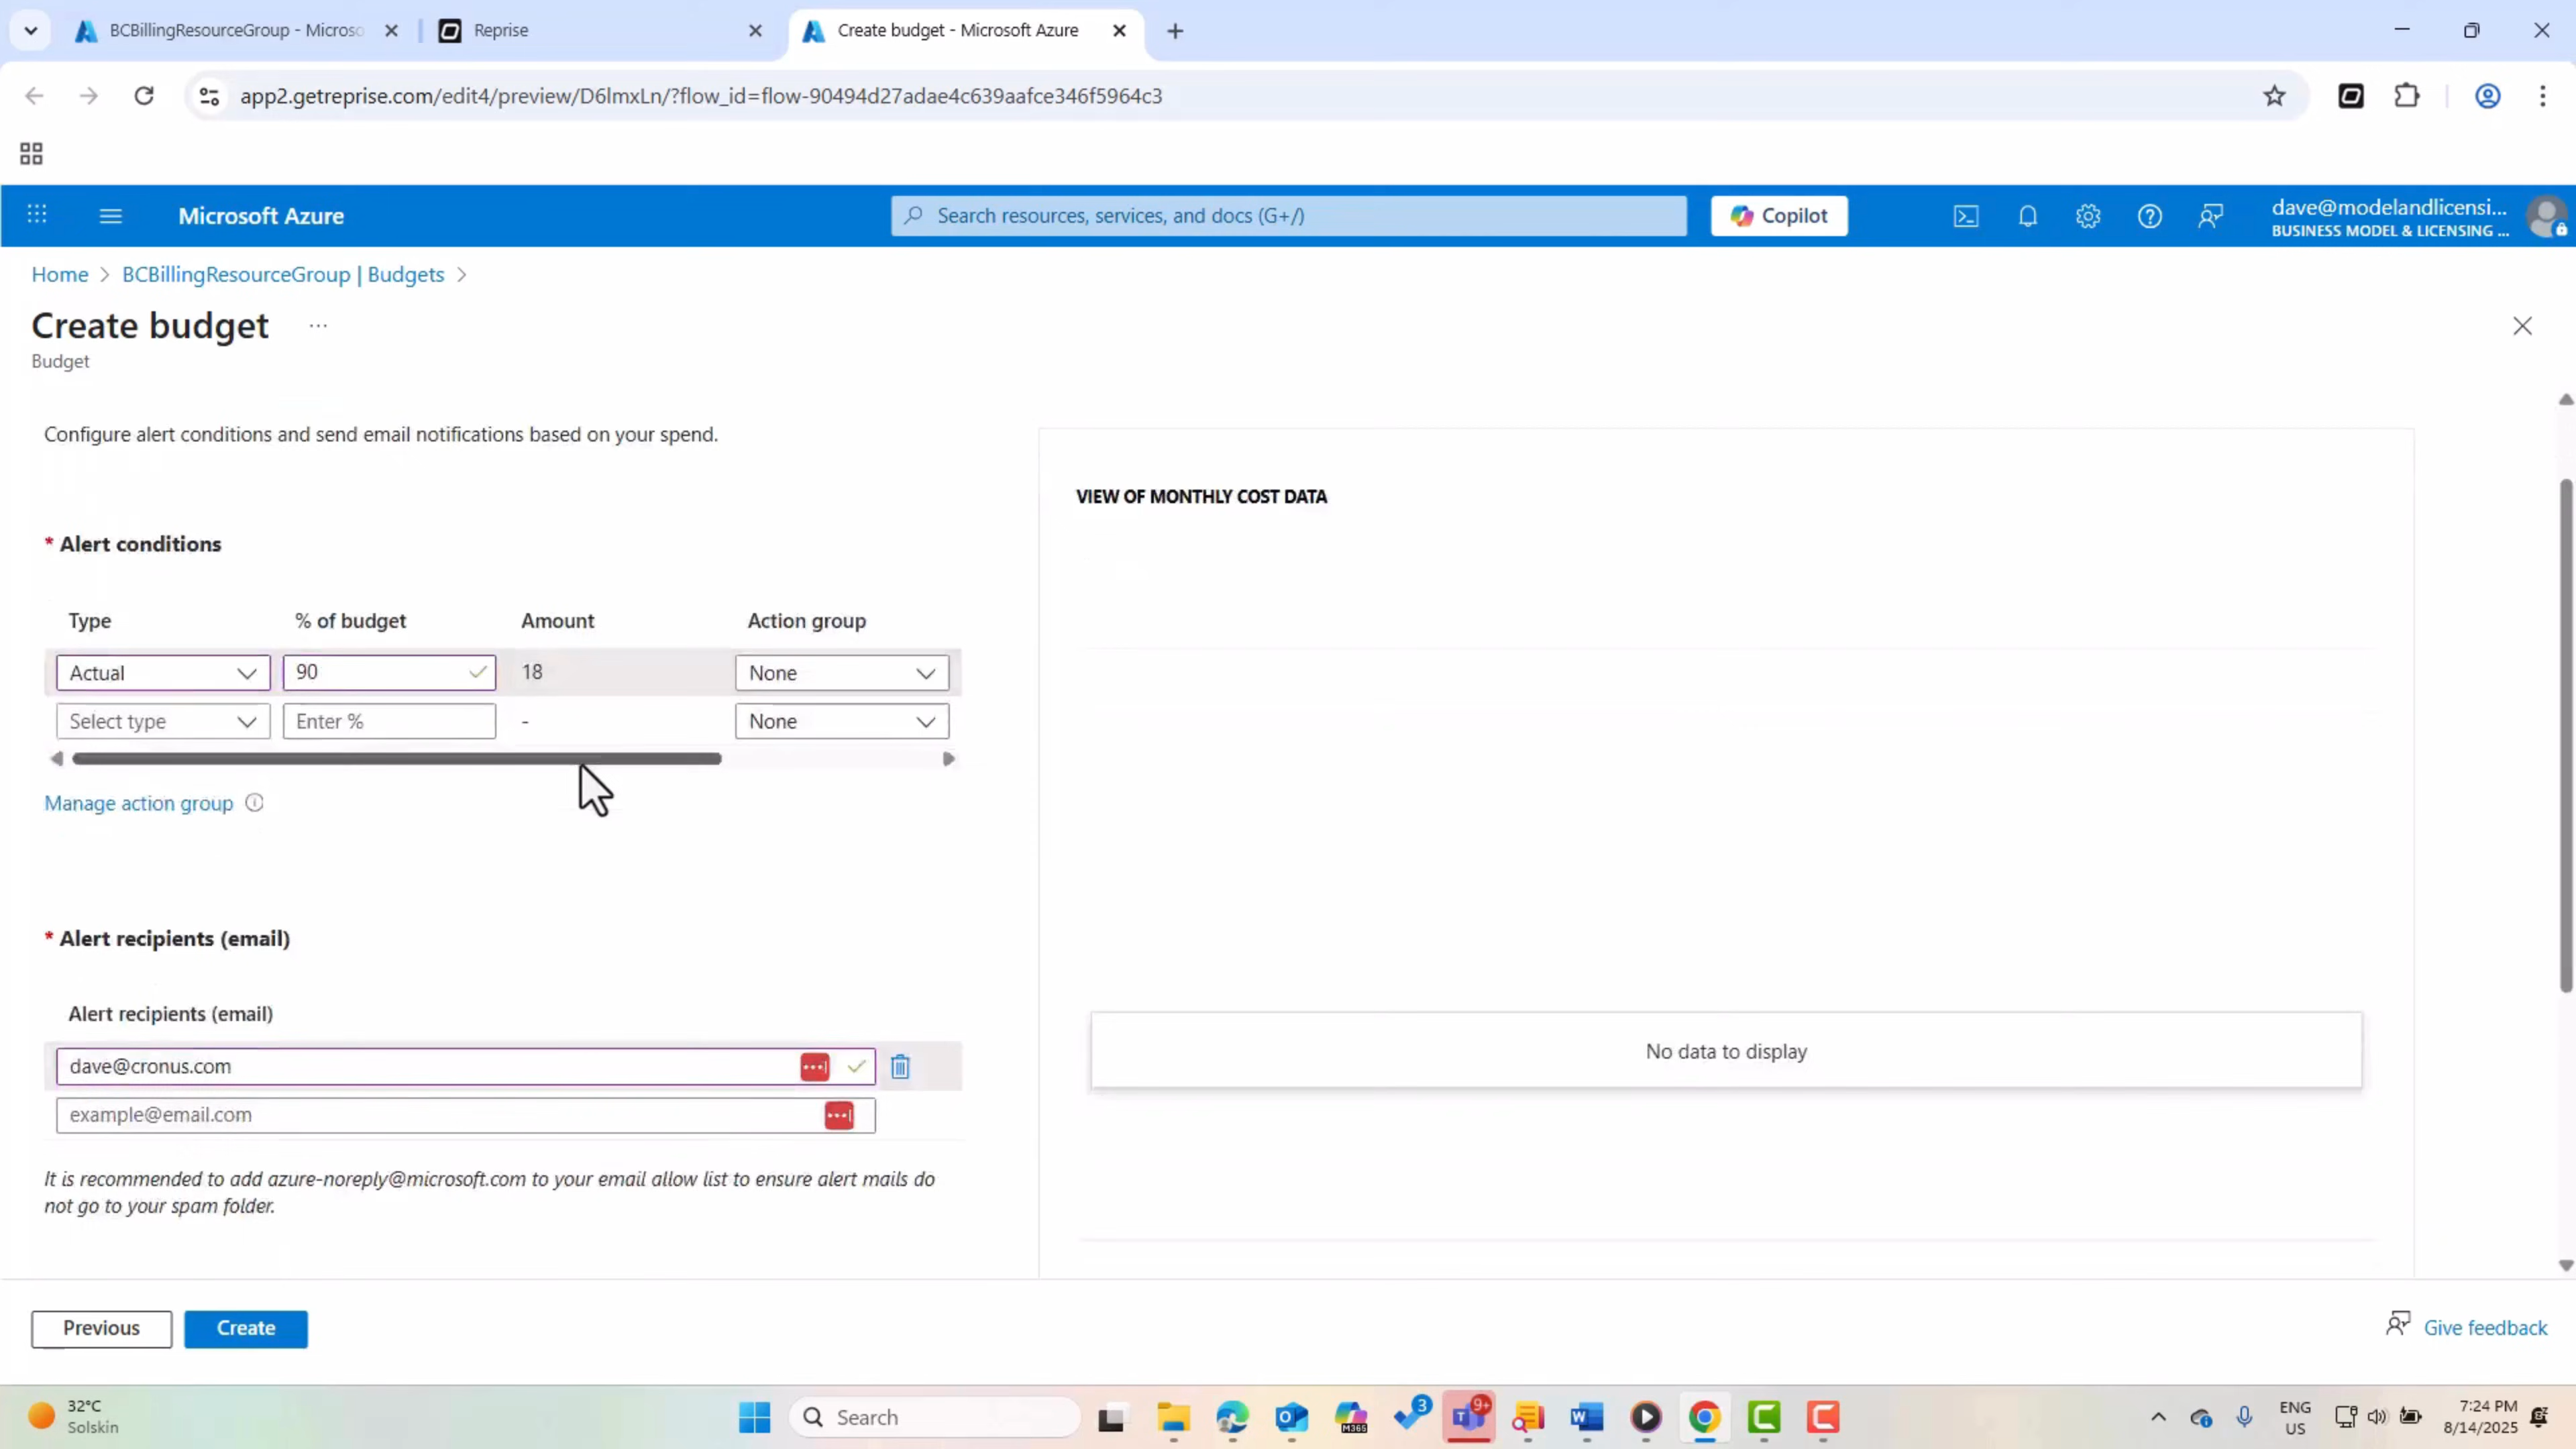 BCBillingResourceGroup - Microso
Reprise
Create budget - Microsoft Azure
app2.getreprise.com/edit4/preview/D6lmxLn/?flow_id=flow-90494d27adae4c639aafce346f5964c3
Microsoft Azure
Search resources, services, and docs (G+/)
Copilot
dave@modelandlicensi...
BUSINESS MODEL & LICENSING ...
Home > BCBillingResourceGroup | Budgets >
Create budget ...
Budget
Configure alert conditions and send email notifications based on your spend.
VIEW OF MONTHLY COST DATA
* Alert conditions
Type % of budget Amount Action group
Actual 90 18 None
Select type Enter % - None
Manage action group
* Alert recipients (email)
Alert recipients (email)
dave@cronus.com
No data to display
example@email.com
It is recommended to add azure-noreply@microsoft.com to your email allow list to ensure alert mails do
not go to your spam folder.
Previous Create
Give feedback
32°C
Solskin
Search
M365
3
9+
ENG
US
7:24 PM
8/14/2025